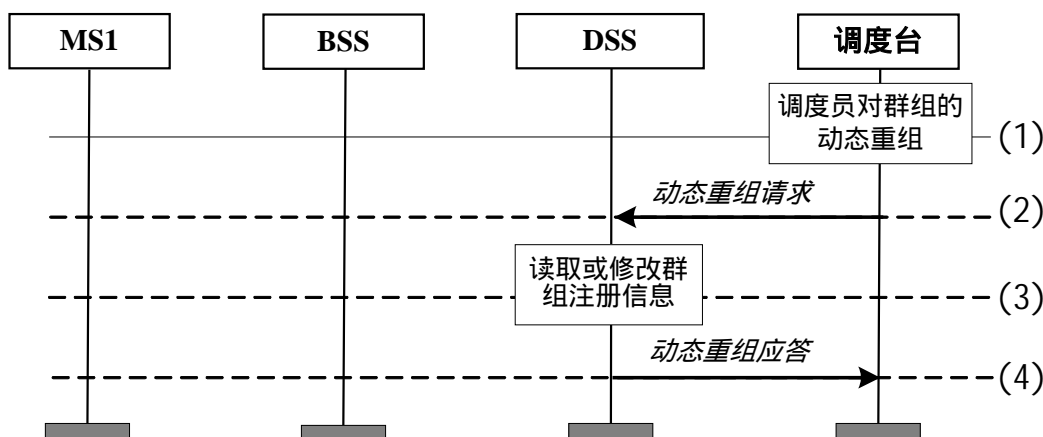 MS1
BSS
DSS
调度台
调度员对群组的
动态重组
(1)
动态重组请求
(2)
读取或修改群
组注册信息
(3)
动态重组应答
(4)